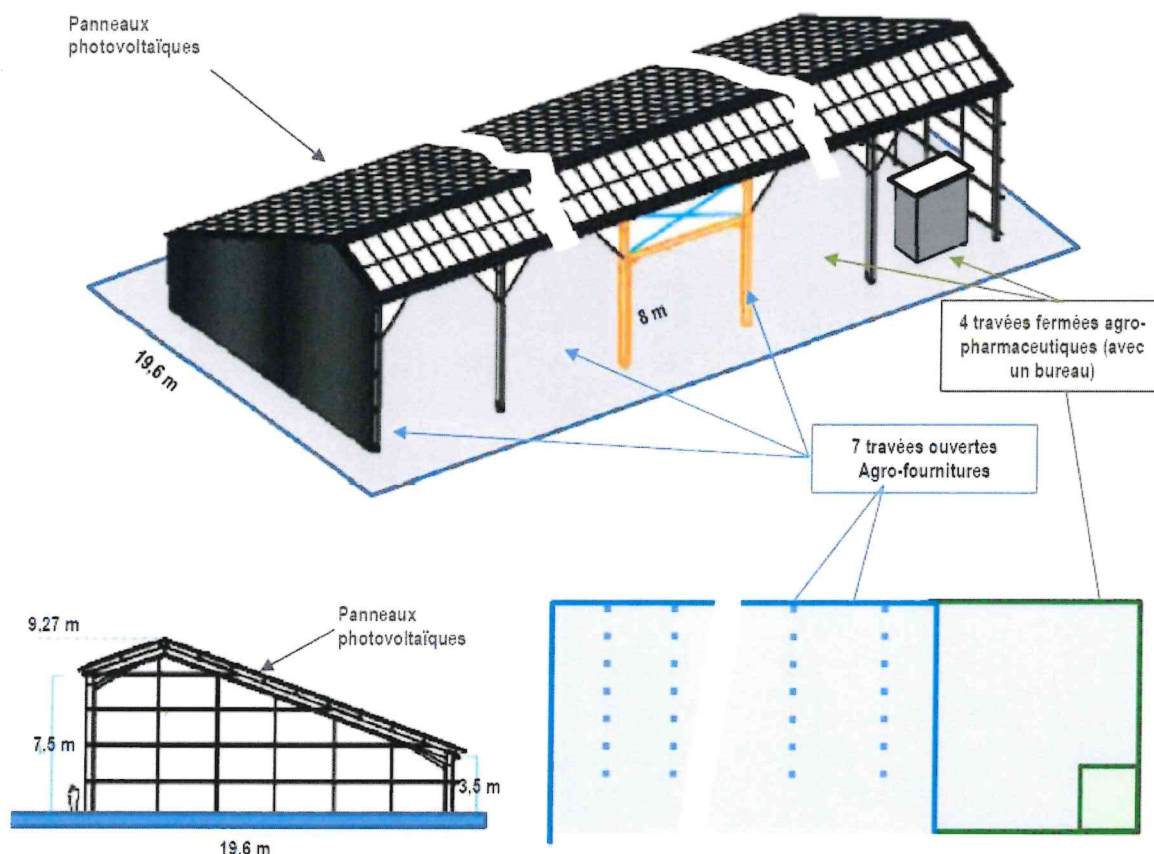 Panneaux
photovoltaïques
8 m
19,6 m
4 travées fermées agro-
pharmaceutiques (avec
un bureau)
7 travées ouvertes
Agro-fournitures
9,27 m
Panneaux
photovoltaïques
7,5 m
3,5 m
19,6 m